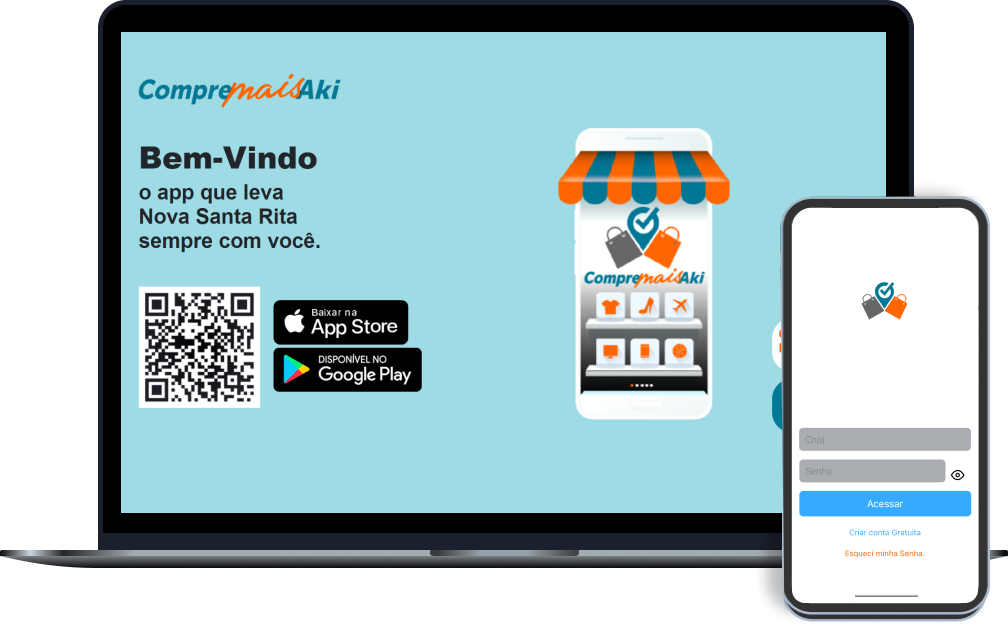 CompremaisAki
Bem-Vindo
o app que leva
Nova Santa Rita
sempre com você.
Baixar na
App Store
DISPONÍVEL NO
Google Play
CompremaisAki
Cnpj
Senha
Acessar
Criar conta Gratuita
Esqueci minha Senha.